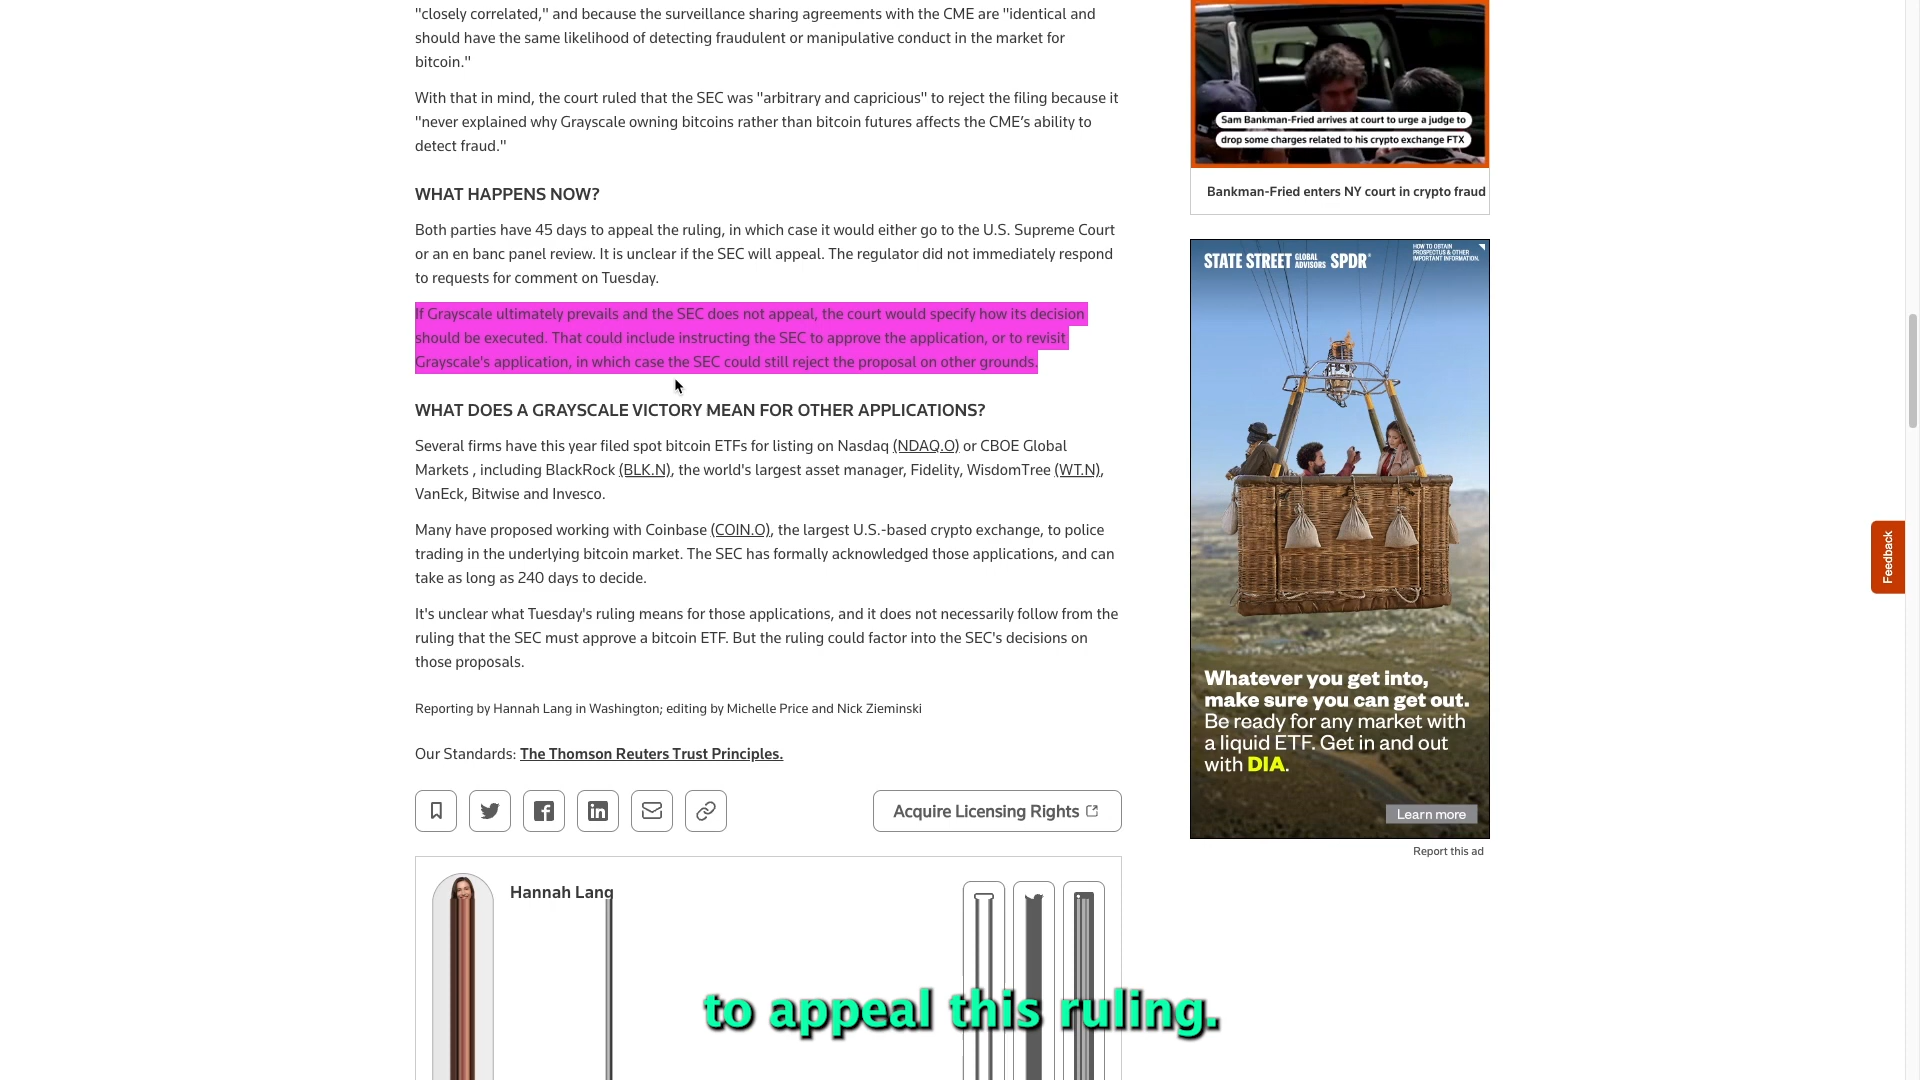 "closely correlated," and because the surveillance sharing agreements with the CME are "identical and
should have the same likelihood of detecting fraudulent or manipulative conduct in the market for
bitcoin."
With that in mind, the court ruled that the SEC was "arbitrary and capricious" to reject the filing because it
"never explained why Grayscale owning bitcoins rather than bitcoin futures affects the CME's ability to
detect fraud."
WHAT HAPPENS NOW?
Both parties have 45 days to appeal the ruling, in which case it would either go to the U.S. Supreme Court
or an en banc panel review. It is unclear if the SEC will appeal. The regulator did not immediately respond
to requests for comment on Tuesday.
If Grayscale ultimately prevails and the SEC does not appeal, the court would specify how its decision
should be executed. That could include instructing the SEC to approve the application, or to revisit
Grayscale's application, in which case the SEC could still reject the proposal on other grounds.
WHAT DOES A GRAYSCALE VICTORY MEAN FOR OTHER APPLICATIONS?
Several firms have this year filed spot bitcoin ETFs for listing on Nasdaq (NDAQ.O) or CBOE Global
Markets , including BlackRock (BLK.N), the world's largest asset manager, Fidelity, WisdomTree (WT.N),
VanEck, Bitwise and Invesco.
Many have proposed working with Coinbase (COIN.O), the largest U.S.-based crypto exchange, to police
trading in the underlying bitcoin market. The SEC has formally acknowledged those applications, and can
take as long as 240 days to decide.
It's unclear what Tuesday's ruling means for those applications, and it does not necessarily follow from the
ruling that the SEC must approve a bitcoin ETF. But the ruling could factor into the SEC's decisions on
those proposals.
Reporting by Hannah Lang in Washington; editing by Michelle Price and Nick Zieminski
Our Standards: The Thomson Reuters Trust Principles.
Acquire Licensing Rights
Hannah Lang
to appeal this ruling.
Sam Bankman-Fried arrives at court to urge a judge to
drop some charges related to his crypto exchange FTX
Bankman-Fried enters NY court in crypto fraud
STATE STREET GLOBAL ADVISORS SPDR®
HOW TO OBTAIN
PROSPECTUS & OTHER
IMPORTANT INFORMATION.
Whatever you get into,
make sure you can get out.
Be ready for any market with
a liquid ETF. Get in and out
with DIA.
Learn more
Report this ad
Feedback